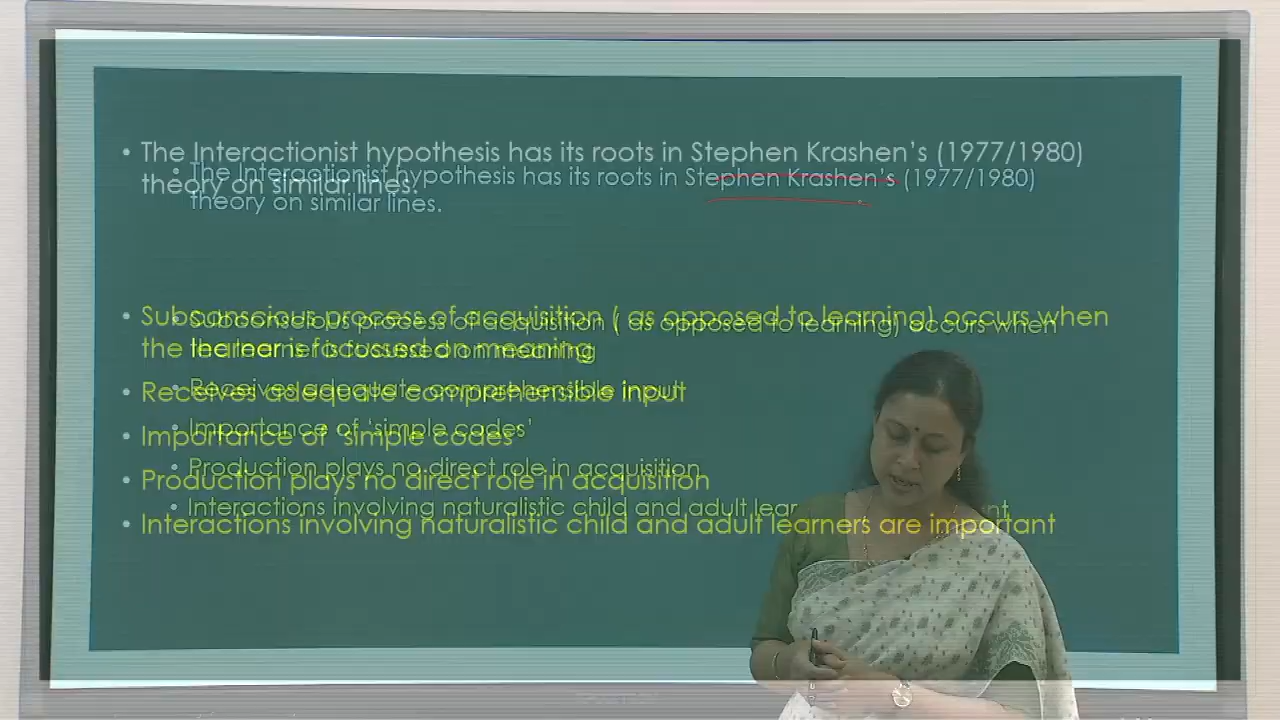 • The Interactionist hypothesis has its roots in Stephen Krashen's (1977/1980)
theory on similar lines.
• Subconscious process of acquisition ( as opposed to learning) occurs when
the learner is focussed on meaning
• Receives adequate comprehensible input
• Importance of 'simple codes'
• Production plays no direct role in acquisition
• Interactions involving naturalistic child and adult learners are important